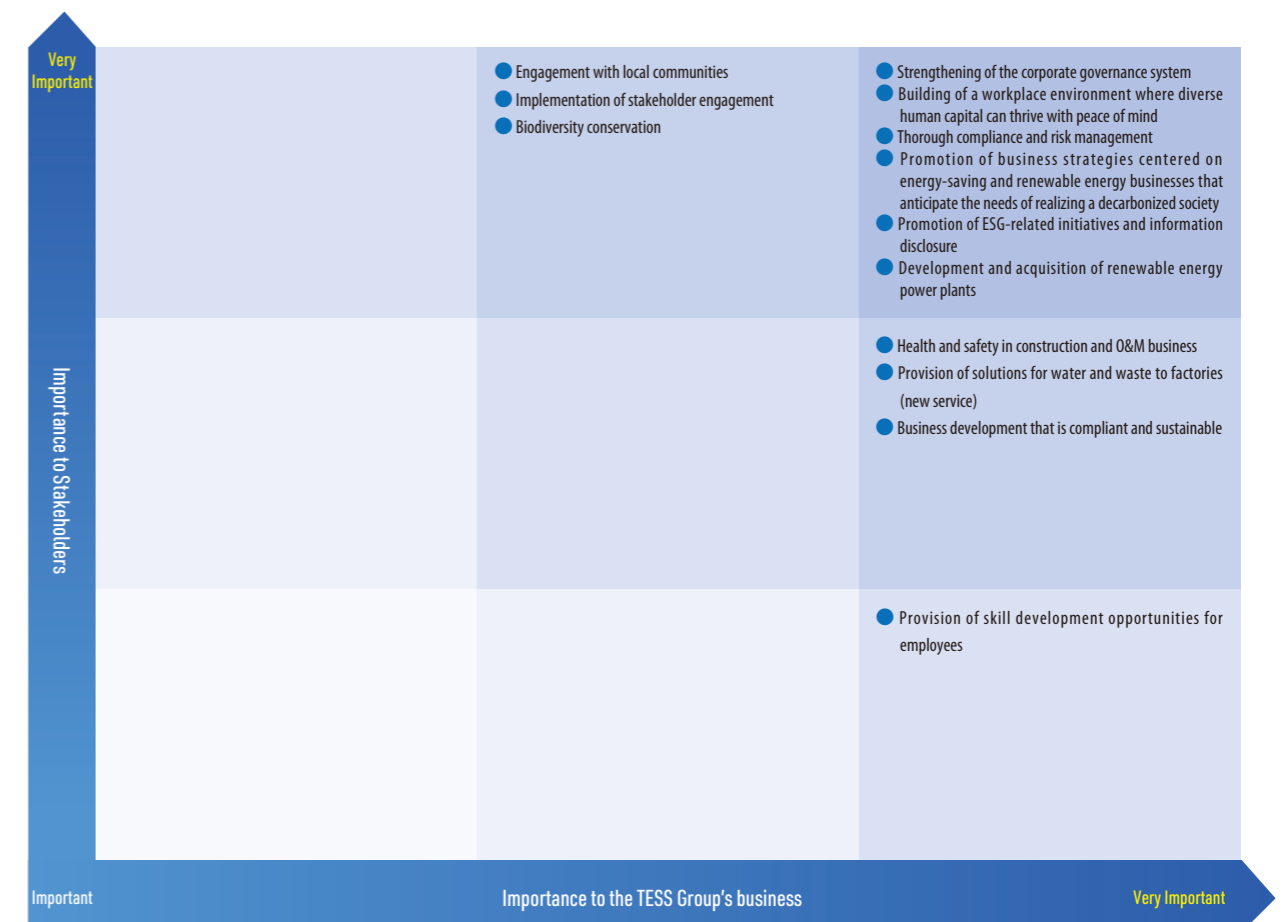 Very
Important
Engagement with local communities
Implementation of stakeholder engagement
Biodiversity conservation
Strengthening of the corporate governance system
Building of a workplace environment where diverse
human capital can thrive with peace of mind
Thorough compliance and risk management
Promotion of business strategies centered on
energy-saving and renewable energy businesses that
anticipate the needs of realizing a decarbonized society
Promotion of ESG-related initiatives and information
disclosure
Development and acquisition of renewable energy
power plants
Importance to Stakeholders
Health and safety in construction and O&M business
Provision of solutions for water and waste to factories
(new service)
Business development that is compliant and sustainable
Provision of skill development opportunities for
employees
Important
Importance to the TESS Group's business
Very Important